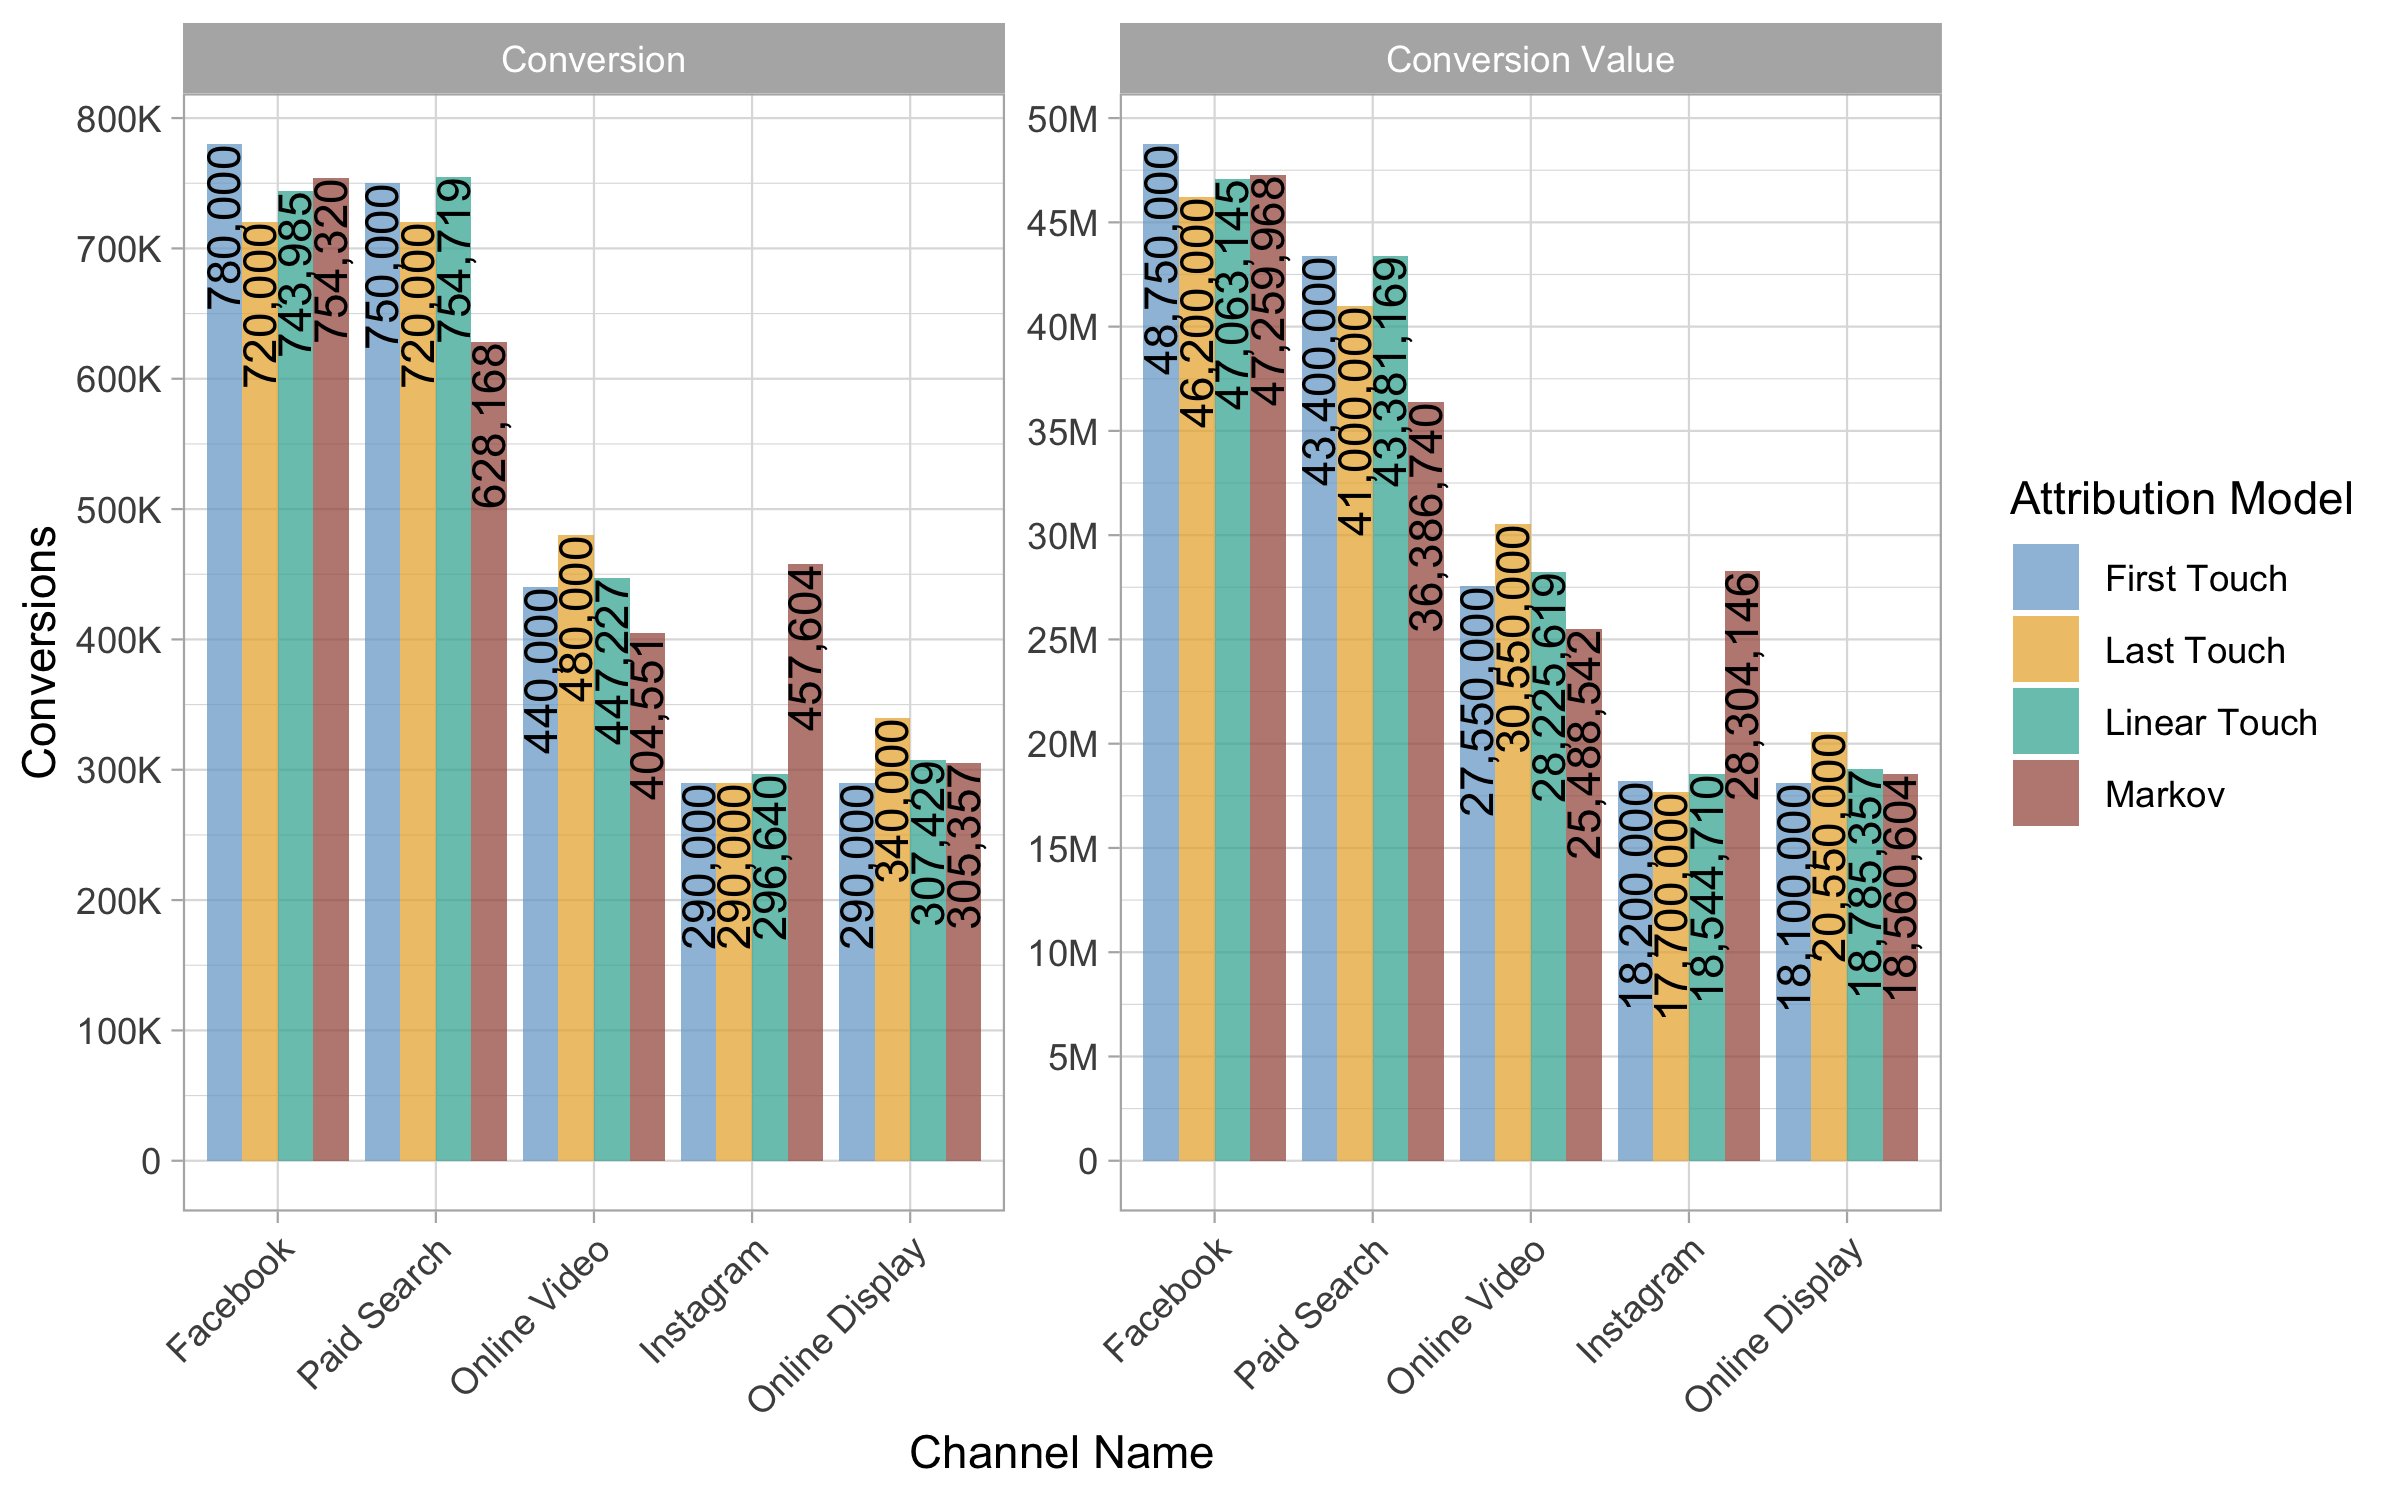 Conversion
Conversion Value
Conversions
800K
700K
600K
500K
400K
300K
200K
100K
0
780,000
720,000
743,985
754,320
750,000
720,000
754,719
628,168
440,000
480,000
447,227
404,551
290,000
290,000
296,640
457,604
290,000
340,000
307,429
305,357
Facebook
Paid Search
Online Video
Instagram
Online Display
50M
45M
40M
35M
30M
25M
20M
15M
10M
5M
0
48,750,000
46,200,000
47,063,145
47,259,968
43,400,000
41,000,000
43,381,169
36,386,740
27,550,000
30,550,000
28,225,619
25,488,542
18,200,000
17,700,000
18,544,710
28,304,146
18,100,000
20,550,000
18,785,357
18,560,604
Facebook
Paid Search
Online Video
Instagram
Online Display
Channel Name
Attribution Model
First Touch
Last Touch
Linear Touch
Markov